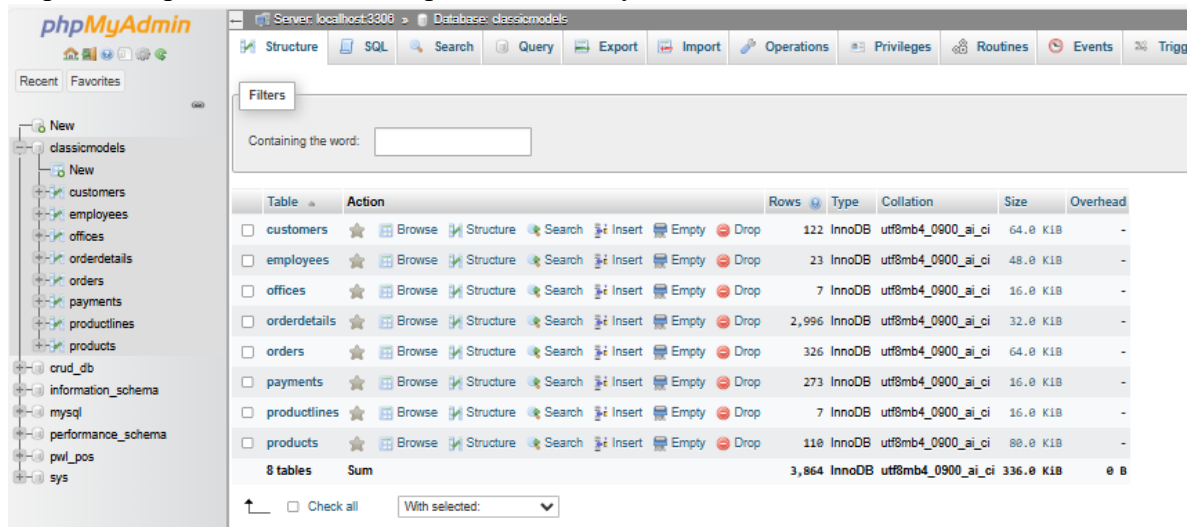 phpMyAdmin
Recent Favorites
New
classicmodels
New
customers
employees
offices
orderdetails
orders
payments
productlines
products
crud_db
information_schema
mysql
performance_schema
pwl_pos
sys
Server: localhost:3306 » Database: classicmodels
Structure SQL Search Query Export Import Operations Privileges Routines Events Trigg
Filters
Containing the word:
Table Action Rows Type Collation Size Overhead
customers Browse Structure Search Insert Empty Drop 122 InnoDB utf8mb4_0900_ai_ci 64.0 KiB -
employees Browse Structure Search Insert Empty Drop 23 InnoDB utf8mb4_0900_ai_ci 48.0 KiB -
offices Browse Structure Search Insert Empty Drop 7 InnoDB utf8mb4_0900_ai_ci 16.0 KiB -
orderdetails Browse Structure Search Insert Empty Drop 2,996 InnoDB utf8mb4_0900_ai_ci 32.0 KiB -
orders Browse Structure Search Insert Empty Drop 326 InnoDB utf8mb4_0900_ai_ci 64.0 KiB -
payments Browse Structure Search Insert Empty Drop 273 InnoDB utf8mb4_0900_ai_ci 16.0 KiB -
productlines Browse Structure Search Insert Empty Drop 7 InnoDB utf8mb4_0900_ai_ci 16.0 KiB -
products Browse Structure Search Insert Empty Drop 110 InnoDB utf8mb4_0900_ai_ci 80.0 KiB -
8 tables Sum 3,864 InnoDB utf8mb4_0900_ai_ci 336.0 KiB 0 B
Check all With selected: